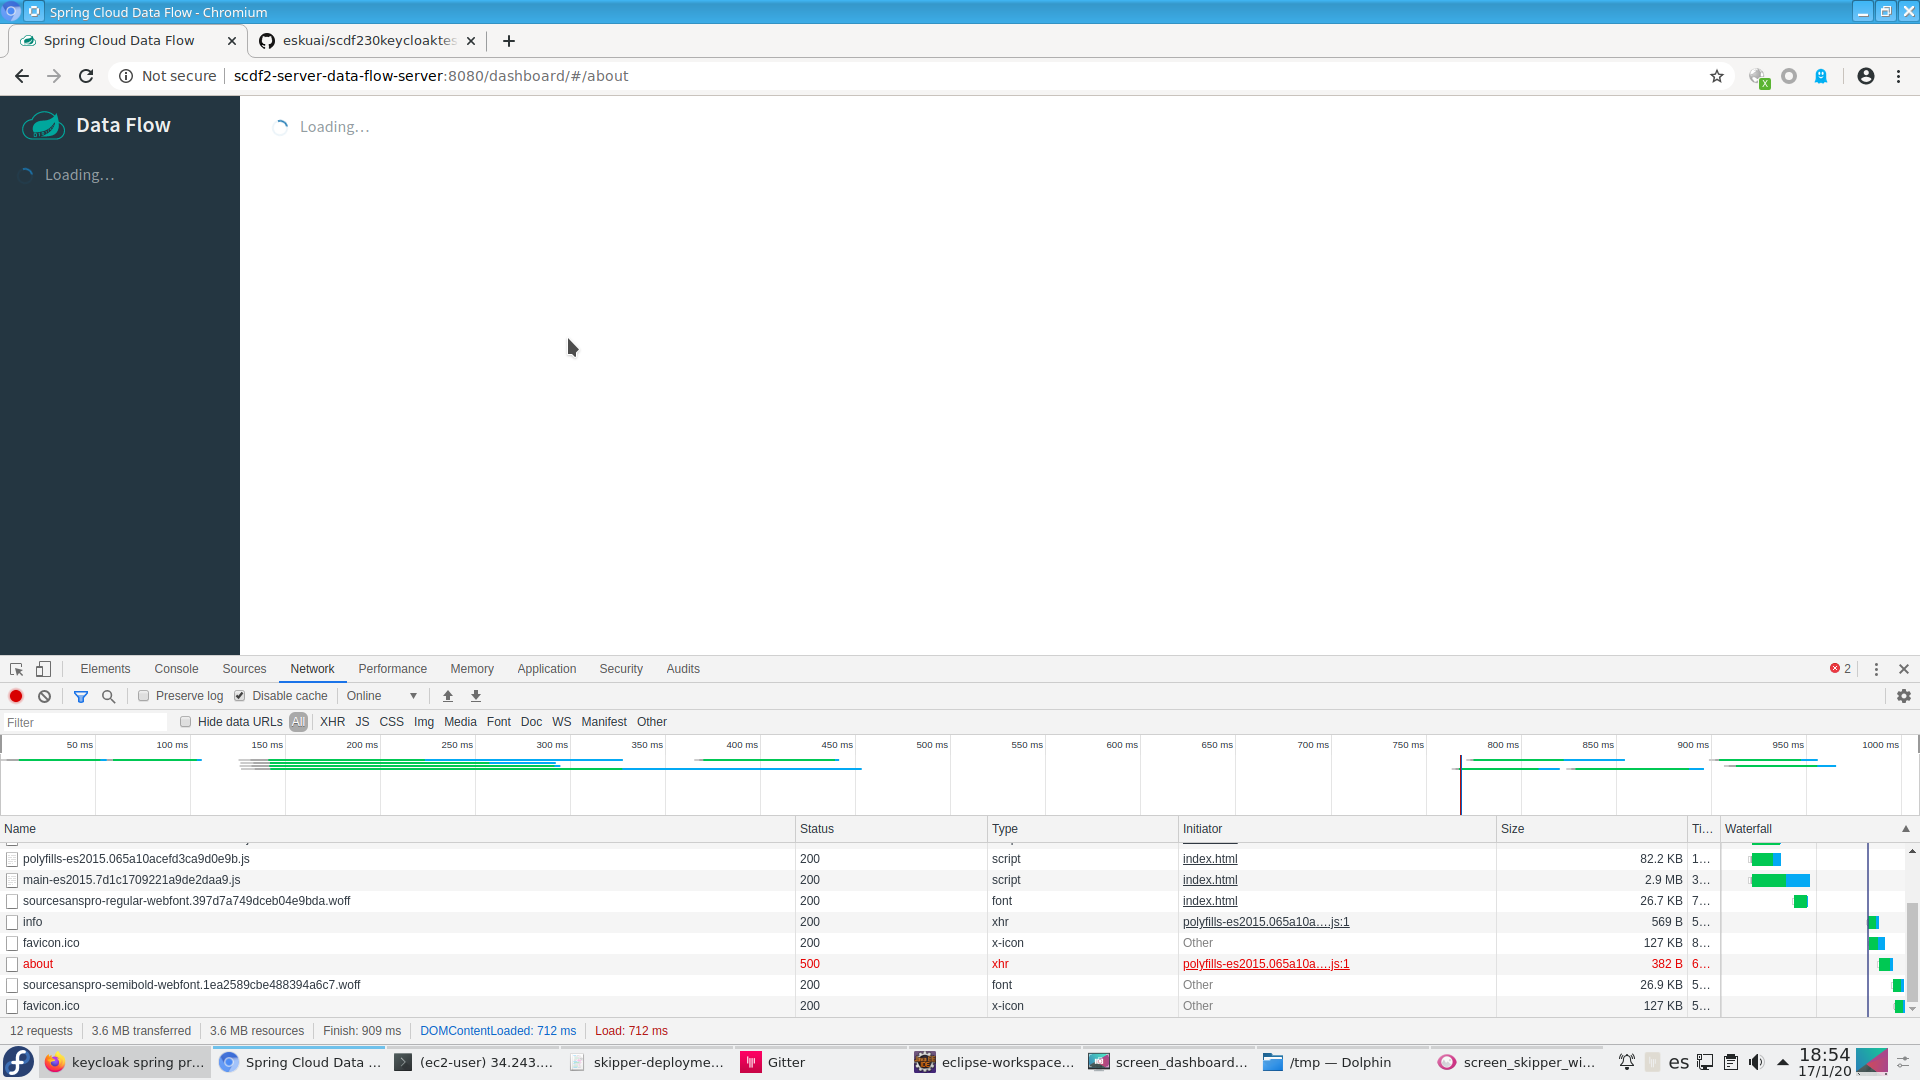 Spring Cloud Data Flow - Chromium
Spring Cloud Data Flow
eskuai/scdf230keycloaktes
Not secure
scdf2-server-data-flow-server:8080/dashboard/#/about
X
Data Flow
Loading...
Loading...
Elements Console Sources Network Performance Memory Application Security Audits
2
Preserve log Disable cache Online
Filter
Hide data URLs All XHR JS CSS Img Media Font Doc WS Manifest Other
50 ms 100 ms 150 ms 200 ms 250 ms 300 ms 350 ms 400 ms 450 ms 500 ms 550 ms 600 ms 650 ms 700 ms 750 ms 800 ms 850 ms 900 ms 950 ms 1000 ms
Name Status Type Initiator Size Ti... Waterfall
polyfills-es2015.065a10acefd3ca9d0e9b.js 200 script index.html 82.2 KB 1...
main-es2015.7d1c1709221a9de2daa9.js 200 script index.html 2.9 MB 3...
sourcesanspro-regular-webfont.397d7a749dceb04e9bda.woff 200 font index.html 26.7 KB 7...
info 200 xhr polyfills-es2015.065a10a....js:1 569 B 5...
favicon.ico 200 x-icon Other 127 KB 8...
about 500 xhr polyfills-es2015.065a10a....js:1 382 B 6...
sourcesanspro-semibold-webfont.1ea2589cbe488394a6c7.woff 200 font Other 26.9 KB 5...
favicon.ico 200 x-icon Other 127 KB 5...
12 requests 3.6 MB transferred 3.6 MB resources Finish: 909 ms DOMContentLoaded: 712 ms Load: 712 ms
keycloak spring pr... Spring Cloud Data ... (ec2-user) 34.243.... skipper-deployme... Gitter eclipse-workspace... screen_dashboard... /tmp — Dolphin screen_skipper_wi... es 18:54
17/1/20